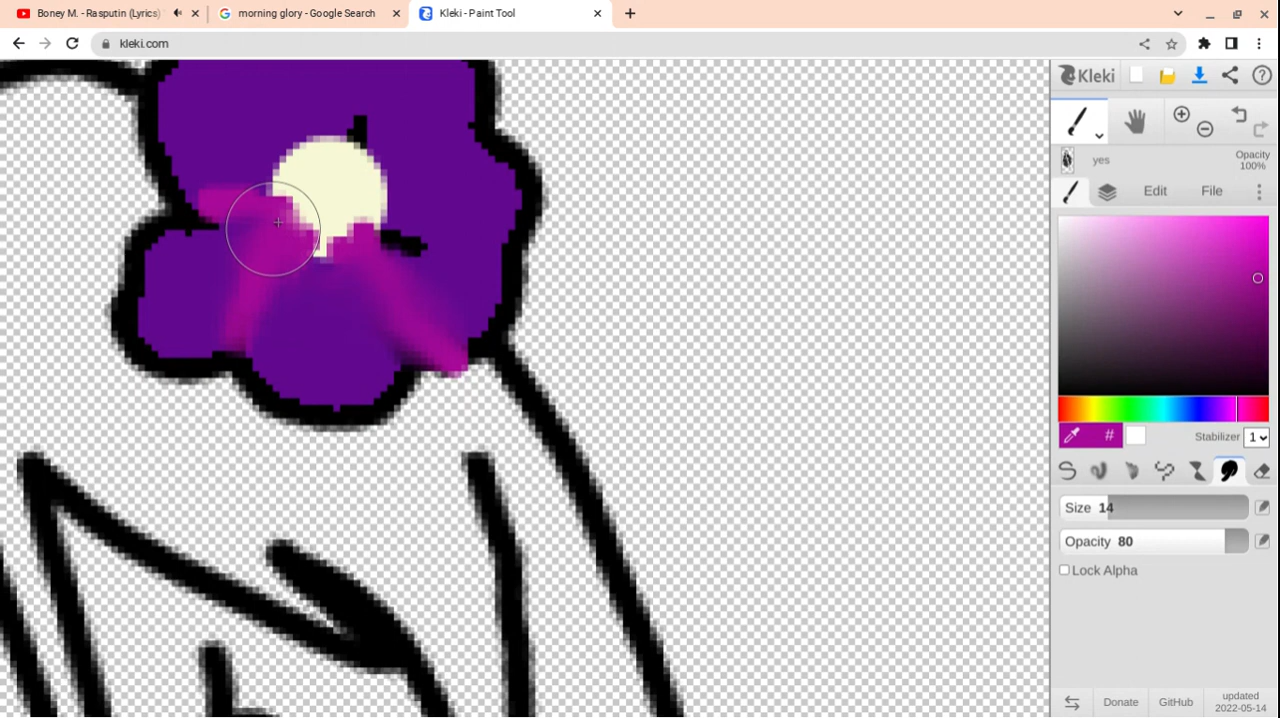 Boney M. - Rasputin (Lyrics)
morning glory - Google Search
Kleki - Paint Tool
kleki.com
Kleki
yes
Opacity
100%
Edit
File
#
Stabilizer 1
Size 14
Opacity 80
Lock Alpha
Donate
GitHub
updated
2022-05-14